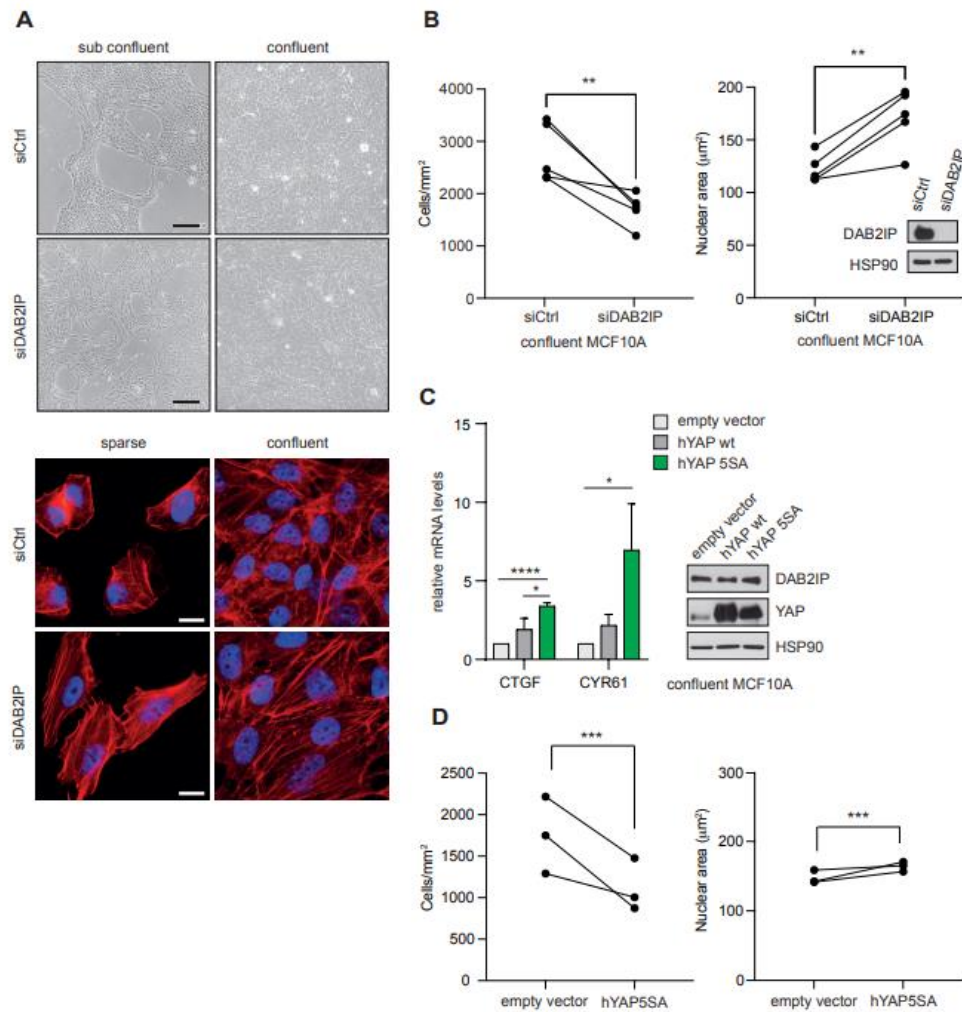 A
sub confluent
confluent
siCtrl
siDAB2IP
sparse
confluent
siCtrl
siDAB2IP
B
**
4000
3000
2000
1000
0
Cells/mm²
siCtrl
siDAB2IP
confluent MCF10A
**
200
150
100
50
0
Nuclear area (µm²)
siCtrl
siDAB2IP
DAB2IP
HSP90
siCtrl
siDAB2IP
confluent MCF10A
C
empty vector
hYAP wt
hYAP 5SA
15
10
5
0
relative mRNA levels
****
*
*
CTGF
CYR61
empty vector
hYAP wt
hYAP 5SA
DAB2IP
YAP
HSP90
confluent MCF10A
D
***
2500
2000
1500
1000
500
0
Cells/mm²
empty vector
hYAP5SA
***
300
200
100
0
Nuclear area (µm²)
empty vector
hYAP5SA